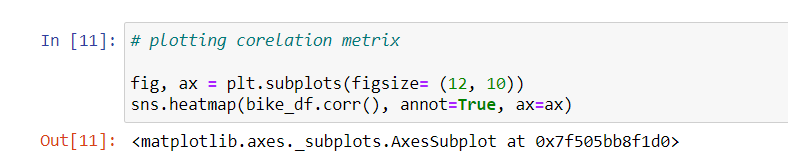 In [11]: # plotting corelation metrix
fig, ax = plt.subplots(figsize= (12, 10))
sns.heatmap(bike_df.corr(), annot=True, ax=ax)
Out[11]: <matplotlib.axes._subplots.AxesSubplot at 0x7f505bb8f1d0>